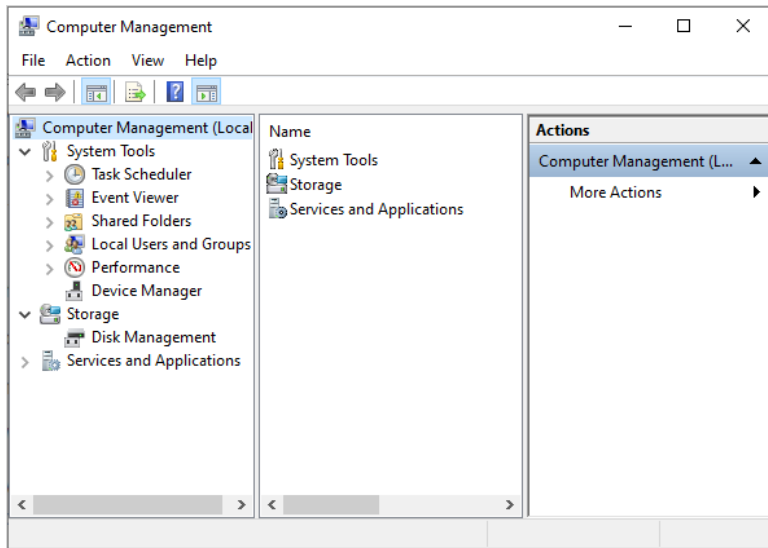 Computer Management
File Action View Help
Computer Management (Local
System Tools
Task Scheduler
Event Viewer
Shared Folders
Local Users and Groups
Performance
Device Manager
Storage
Disk Management
Services and Applications
Name
System Tools
Storage
Services and Applications
Actions
Computer Management (L...
More Actions